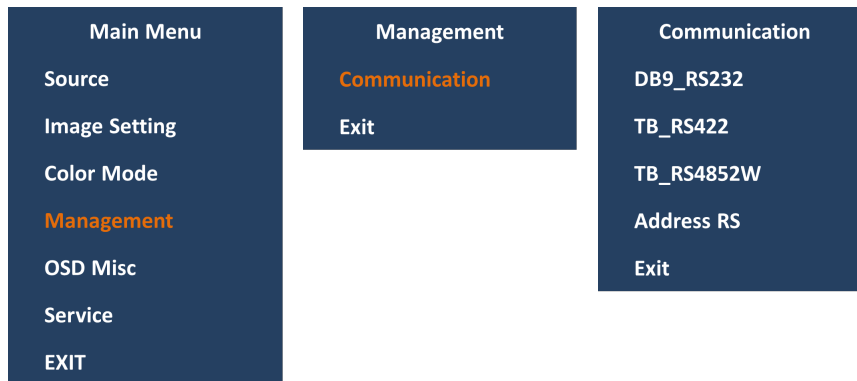 Main Menu
Source
Image Setting
Color Mode
Management
OSD Misc
Service
EXIT
Management
Communication
Exit
Communication
DB9_RS232
TB_RS422
TB_RS4852W
Address RS
Exit